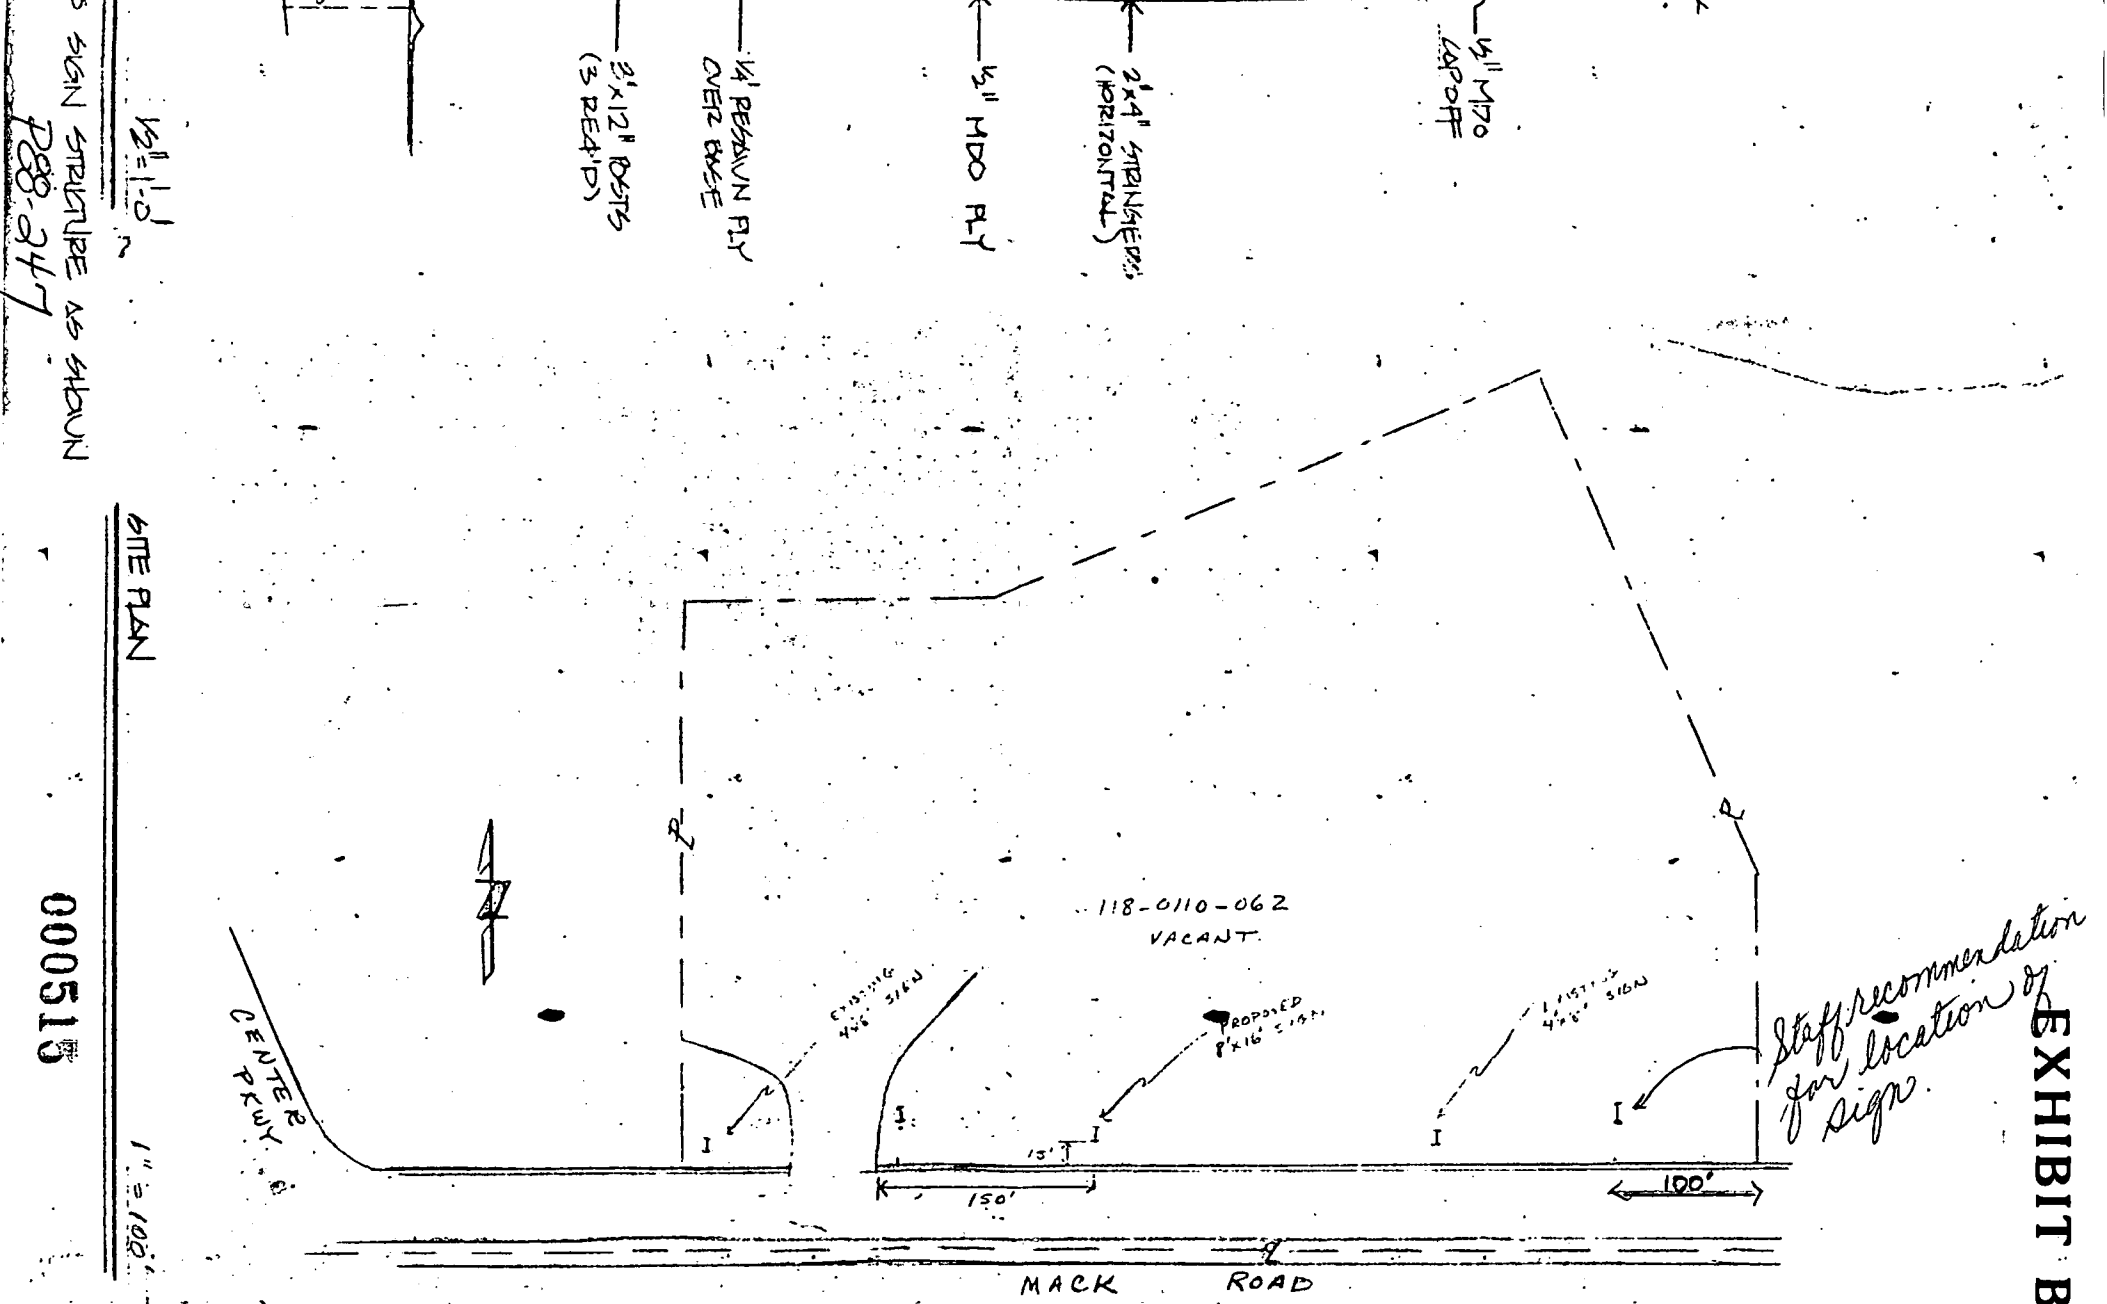 ½" MDO
LAPOFF
2"x4" STRINGERS
(HORIZONTAL)
½" MDO PLY
¼" RESAWN PLY
OVER BASE
2"x12" POSTS
(3 REQ'D)
½"=1'-0"
SIGN STRUCTURE AS SHOWN
P88-247
SITE PLAN
1"=100'
000515
EXHIBIT B
Staff recommendation
for location of
sign.
118-0110-062
VACANT
EXISTING
4'x8' SIGN
PROPOSED
8'x16' SIGN
EXISTING
4'x8' SIGN
15'
150'
100'
CENTER
PKWY.
MACK ROAD